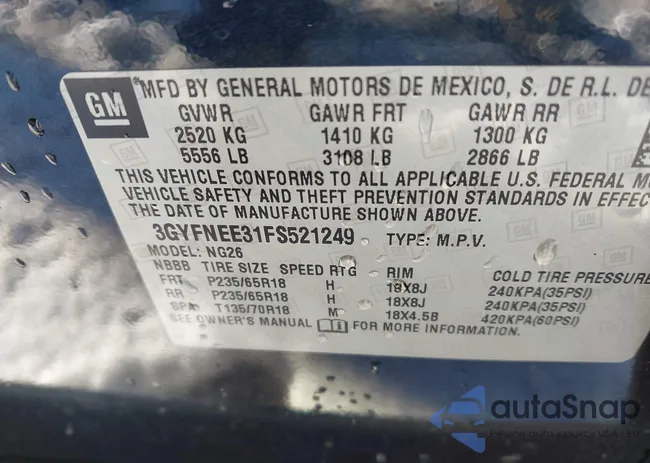 GM
MFD BY GENERAL MOTORS DE MEXICO, S. DE R.L. DE
GVWR GAWR FRT GAWR RR
2520 KG 1410 KG 1300 KG
5556 LB 3108 LB 2866 LB
THIS VEHICLE CONFORMS TO ALL APPLICABLE U.S. FEDERAL
VEHICLE SAFETY AND THEFT PREVENTION STANDARDS IN EFFEC
THE DATE OF MANUFACTURE SHOWN ABOVE.
3GYFNEE31FS521249 TYPE: M.P.V.
MODEL: NG26
NBBB TIRE SIZE SPEED RTG RIM COLD TIRE PRESSURE
FRT P235/65R18 H 18X8J 240KPA(35PSI)
RR P235/65R18 H 18X8J 240KPA(35PSI)
SPA T135/70R18 M 18X4.5B 420KPA(60PSI)
SEE OWNER'S MANUAL FOR MORE INFORMATION.
autaSnap